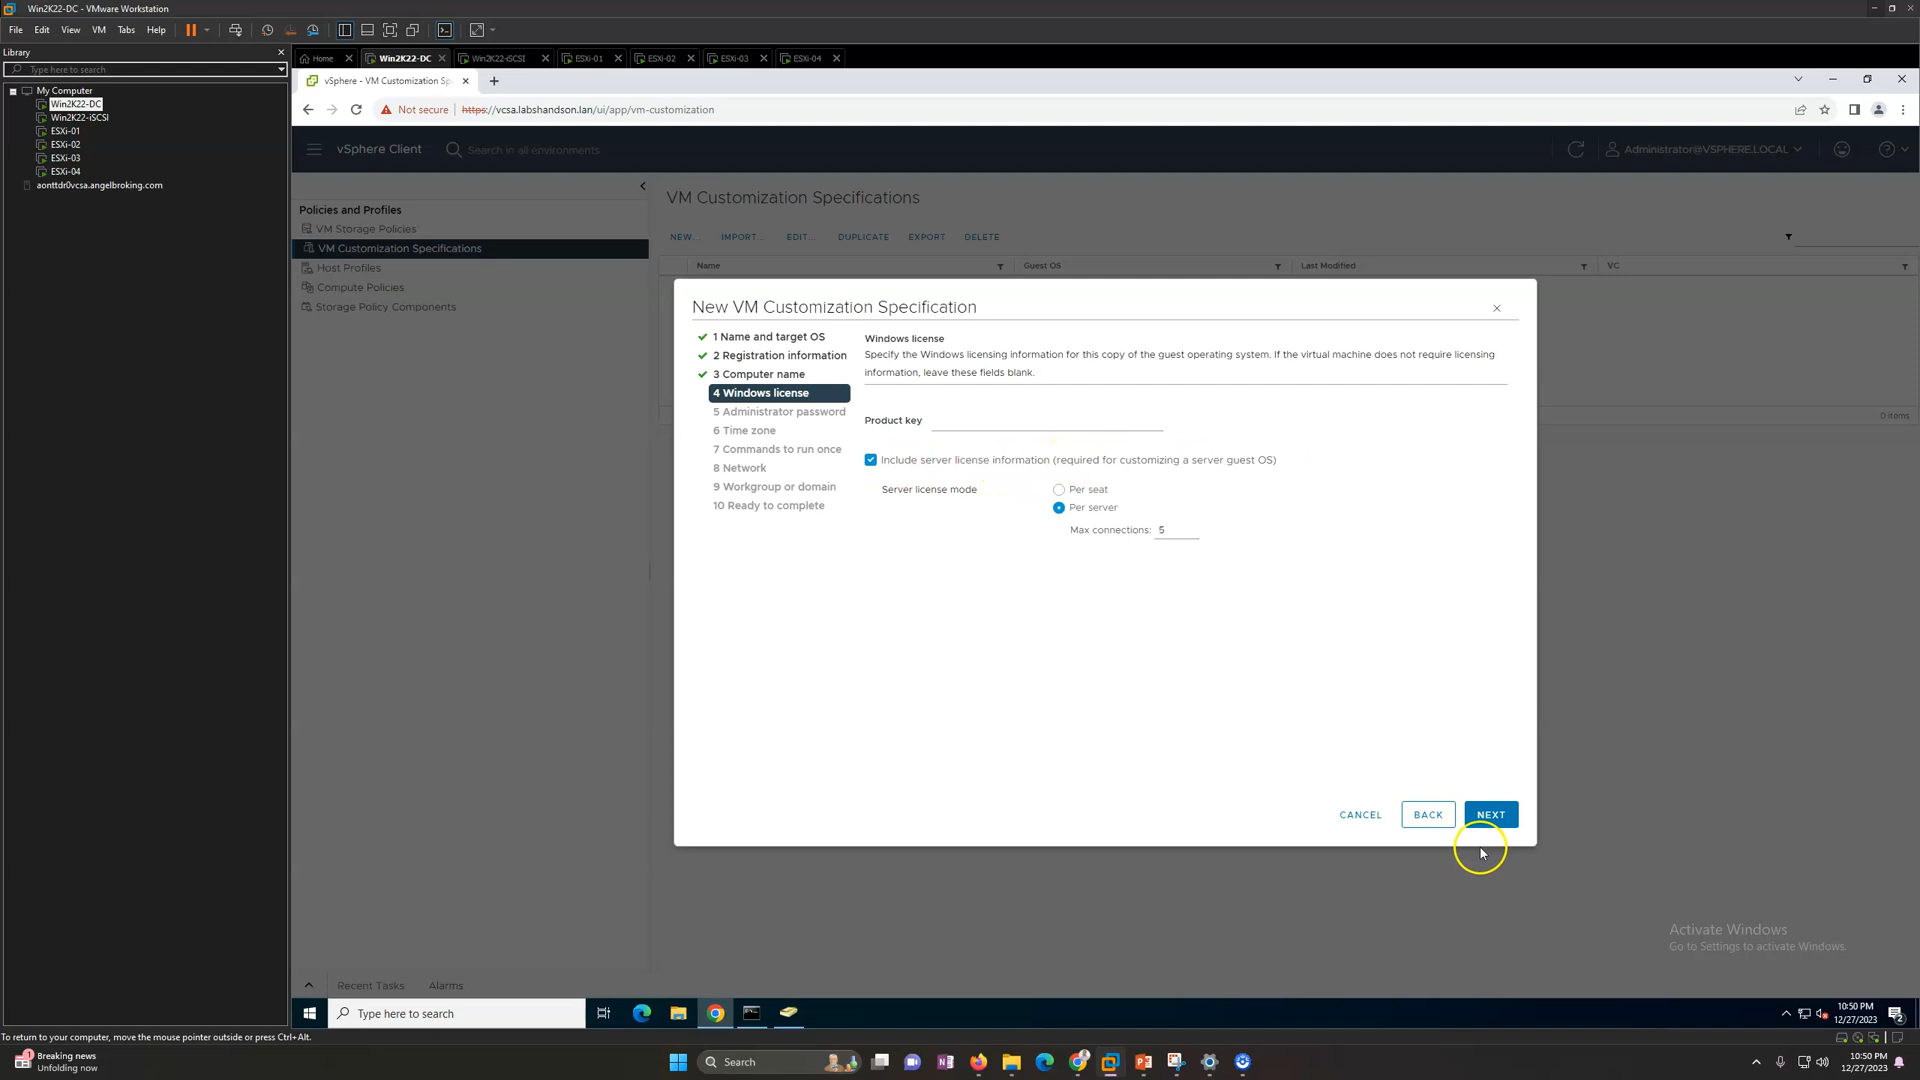 Win2K22-DC - VMware Workstation
File Edit View VM Tabs Help
Library
Type here to search
My Computer
Win2K22-DC
Win2K22-iSCSI
ESXi-01
ESXi-02
ESXi-03
ESXi-04
aonttdr0vcsa.angelbroking.com
Home Win2K22-DC Win2K22-iSCSI ESXi-01 ESXi-02 ESXi-03 ESXi-04
vSphere - VM Customization Sp
Not secure https://vcsa.labshandson.lan/ui/app/vm-customization
vSphere Client Search in all environments Administrator@VSPHERE.LOCAL
Policies and Profiles
VM Storage Policies
VM Customization Specifications
Host Profiles
Compute Policies
Storage Policy Components
VM Customization Specifications
NEW... IMPORT... EDIT... DUPLICATE EXPORT DELETE
Name Guest OS Last Modified VC
0 items
New VM Customization Specification
1 Name and target OS
2 Registration information
3 Computer name
4 Windows license
5 Administrator password
6 Time zone
7 Commands to run once
8 Network
9 Workgroup or domain
10 Ready to complete
Windows license
Specify the Windows licensing information for this copy of the guest operating system. If the virtual machine does not require licensing
information, leave these fields blank.
Product key
Include server license information (required for customizing a server guest OS)
Server license mode
Per seat
Per server
Max connections: 5
CANCEL BACK NEXT
Activate Windows
Go to Settings to activate Windows.
Recent Tasks Alarms
Type here to search
10:50 PM
12/27/2023
2
To return to your computer, move the mouse pointer outside or press Ctrl+Alt.
1
Breaking news
Unfolding now
Search
10:50 PM
12/27/2023